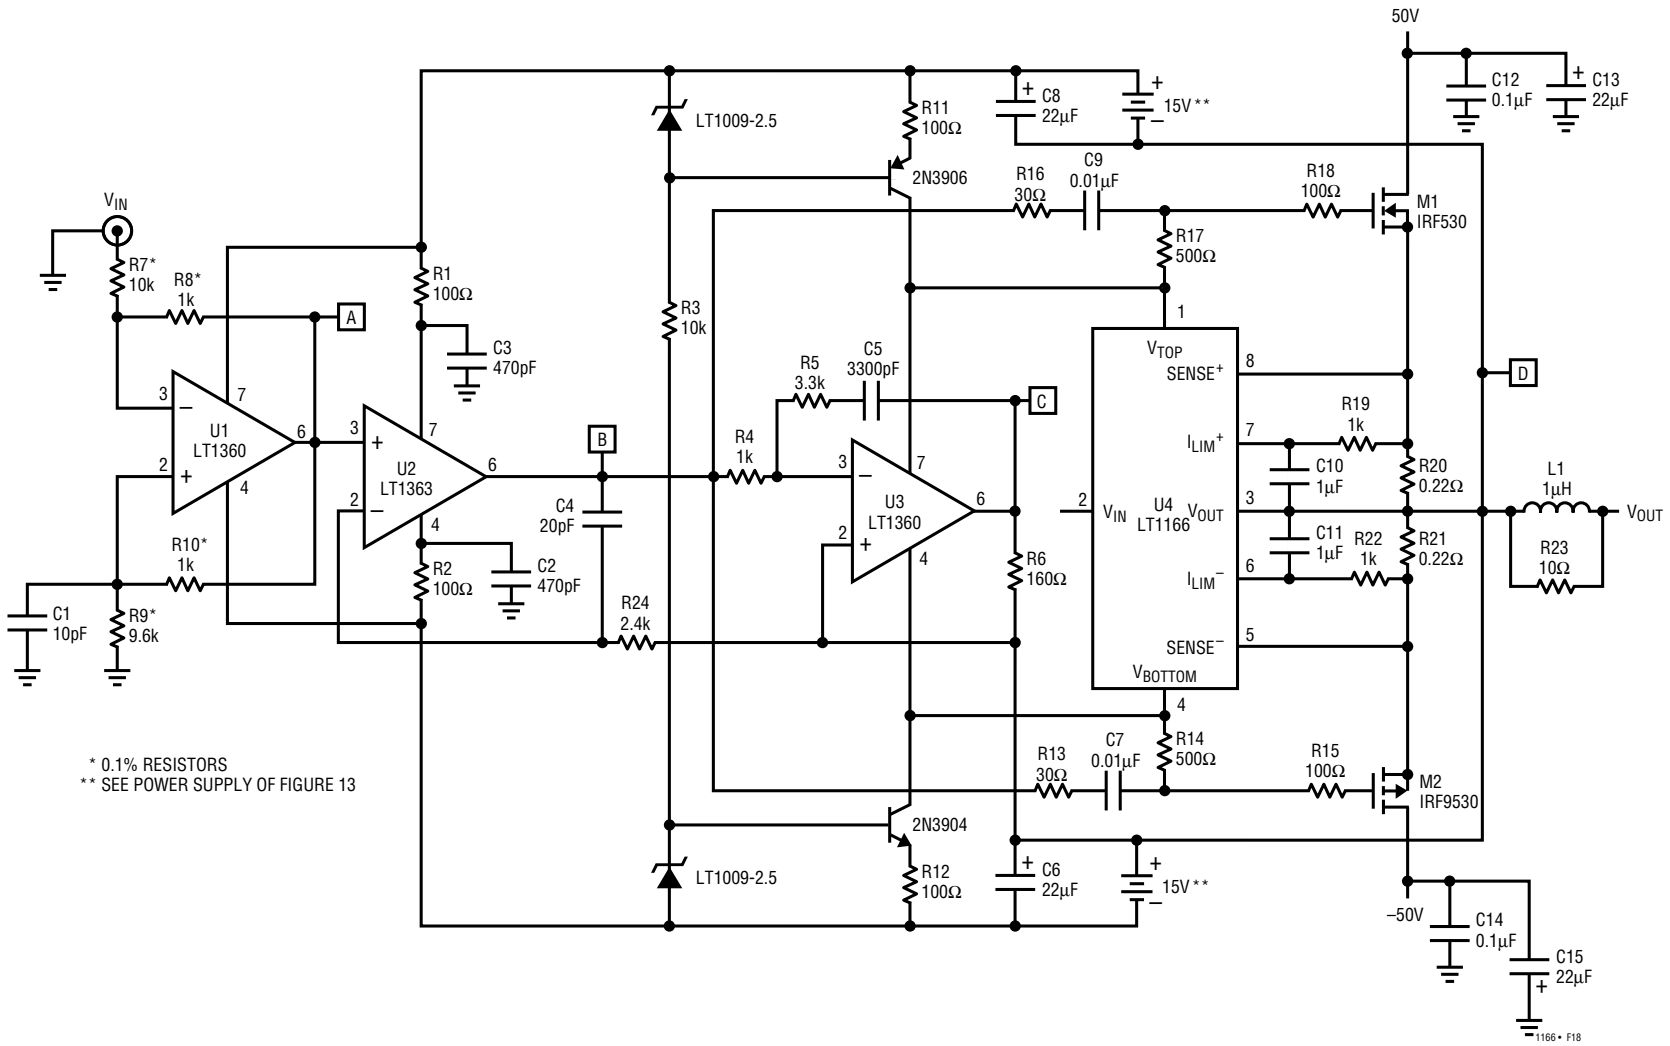 50V
C12
0.1µF
+
C13
22µF
LT1009-2.5
R11
100Ω
+
C8
22µF
+
15V**
–
2N3906
R16
30Ω
C9
0.01µF
R18
100Ω
M1
IRF530
R17
500Ω
VIN
R7*
10k
R8*
1k
A
R1
100Ω
C3
470pF
R3
10k
R5
3.3k
C5
3300pF
C
1
VTOP
SENSE+
8
D
3
–
7
U1
LT1360
6
2
+
4
3
+
7
U2
LT1363
6
2
–
4
B
R4
1k
C4
20pF
3
–
7
U3
LT1360
6
2
+
4
ILIM+
7
R19
1k
C10
1µF
R20
0.22Ω
2
VIN
U4
LT1166
VOUT
3
L1
1µH
VOUT
R23
10Ω
C11
1µF
R22
1k
R21
0.22Ω
ILIM–
6
SENSE–
5
VBOTTOM
4
R10*
1k
R2
100Ω
C2
470pF
R6
160Ω
C1
10pF
R9*
9.6k
R24
2.4k
* 0.1% RESISTORS
** SEE POWER SUPPLY OF FIGURE 13
R13
30Ω
C7
0.01µF
R14
500Ω
R15
100Ω
M2
IRF9530
2N3904
LT1009-2.5
R12
100Ω
+
C6
22µF
+
15V**
–
–50V
C14
0.1µF
C15
22µF
+
1166 • F18